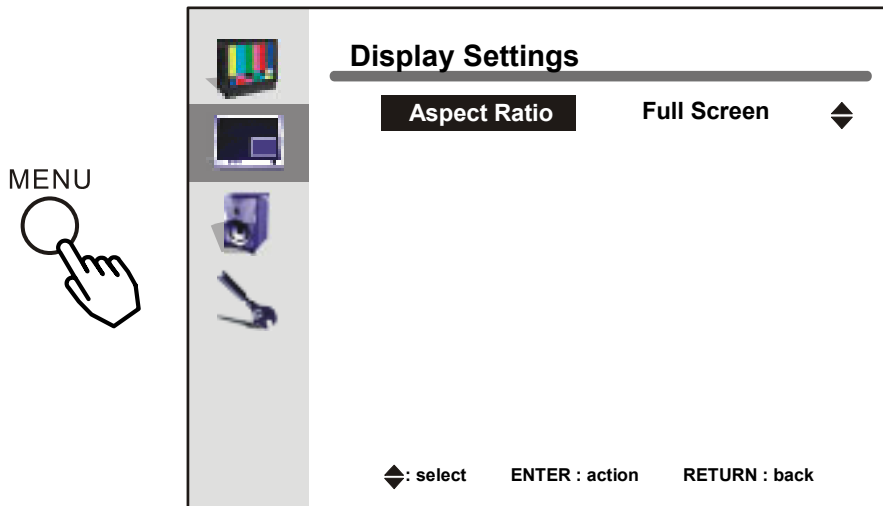 MENU
Display Settings
Aspect Ratio Full Screen
: select ENTER : action RETURN : back